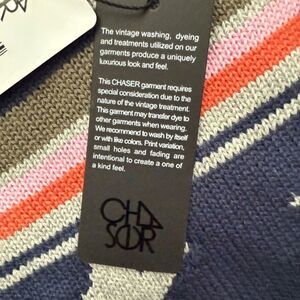 The vintage washing, dyeing
and treatments utilized on our
garments produce a uniquely
luxurious look and feel.
This CHASER garment requires
special consideration due to the
nature of the vintage treatment.
This garment may transfer dye to
other garments when wearing.
We recommend to wash by itself
or with like colors. Print variation,
small holes and fading are
intentional to create a one of
a kind feel.
CHA
SER